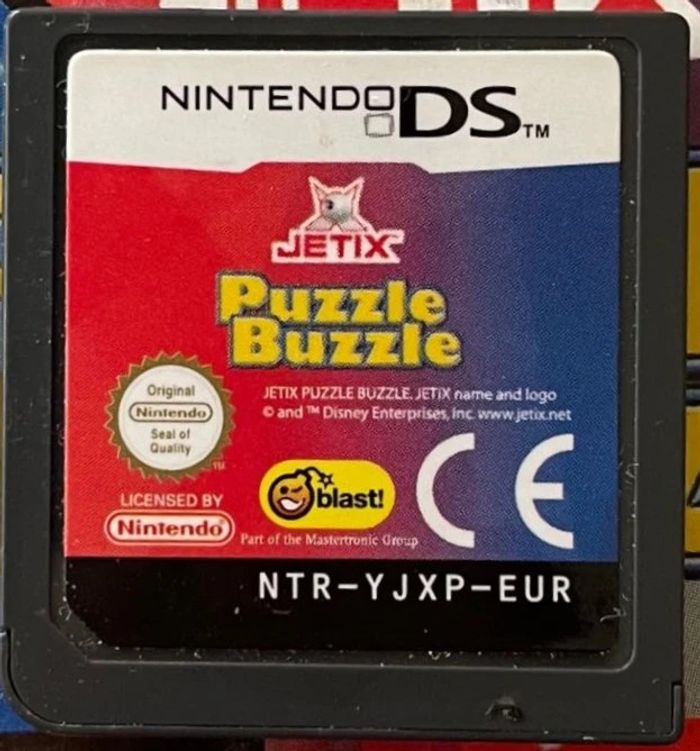 NINTENDO DS™
JETIX
Puzzle
Buzzle
JETIX PUZZLE BUZZLE. JETIX name and logo
© and ™ Disney Enterprises, Inc. www.jetix.net
Original
Nintendo
Seal of
Quality
TM
LICENSED BY
Nintendo
blast!
Part of the Mastertronic Group
CE
NTR-YJXP-EUR